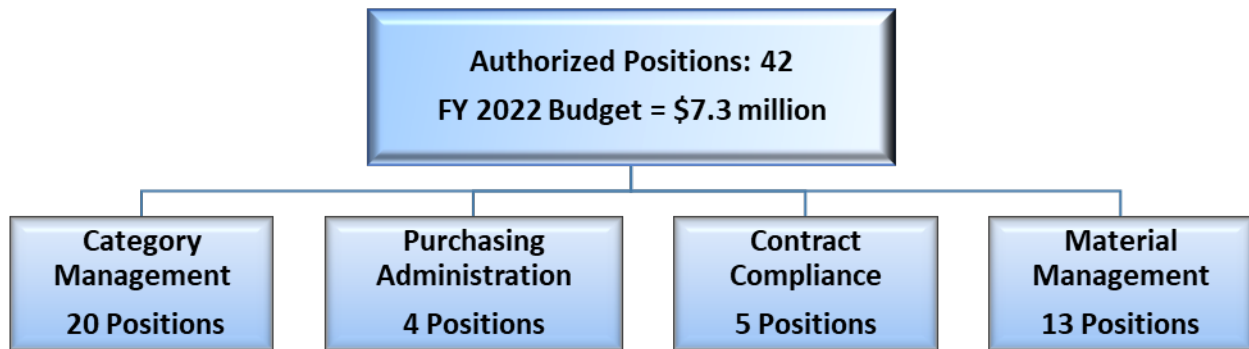 Authorized Positions: 42
FY 2022 Budget = $7.3 million
Category
Management
20 Positions
Purchasing
Administration
4 Positions
Contract
Compliance
5 Positions
Material
Management
13 Positions